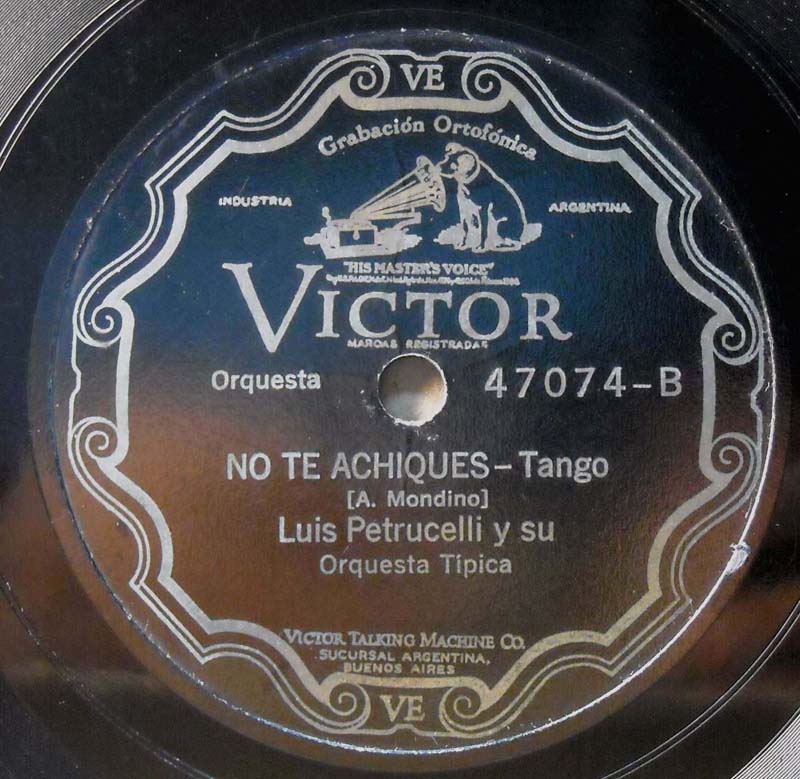 VE
Grabación Ortofónica
INDUSTRIA ARGENTINA
"HIS MASTER'S VOICE"
VICTOR
MARCAS REGISTRADAS
Orquesta 47074-B
NO TE ACHIQUES - Tango
[A. Mondino]
Luis Petrucelli y su
Orquesta Típica
VICTOR TALKING MACHINE CO.
SUCURSAL ARGENTINA,
BUENOS AIRES
VE